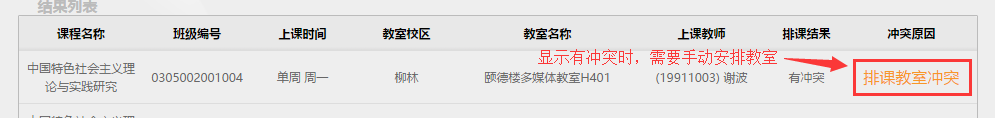 结果列表
课程名称 班级编号 上课时间 教室校区 教室名称 上课教师 排课结果 冲突原因
显示有冲突时，需要手动安排教室
中国特色社会主义理
论与实践研究
0305002001004 单周 周一 柳林 颐德楼多媒体教室H401 (19911003) 谢波 有冲突 排课教室冲突